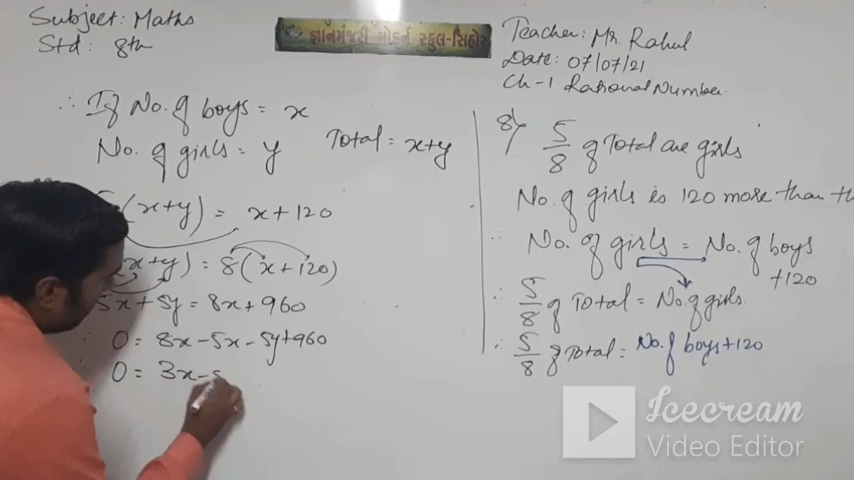 Subject: Maths
Std: 8th
જ્ઞાનમંજરી મોડર્ન સ્કુલ-સિહોર
Teacher: Mr. Rahul
Date: 07/07/21
Ch-1 Rational Number.
∴ If No. of boys = x
No. of girls = y Total = x+y
(x+y) = x+120
x+y) = 8(x+120)
5x+5y = 8x+960
0 = 8x-5x-5y+960
0 = 3x-
8) 5/8 of Total are girls.
No. of girls is 120 more than
∴ No. of girls = No. of boys
+120
∴ 5/8 of Total = No. of girls.
∴ 5/8 of Total = No. of boys+120
Icecream
Video Editor